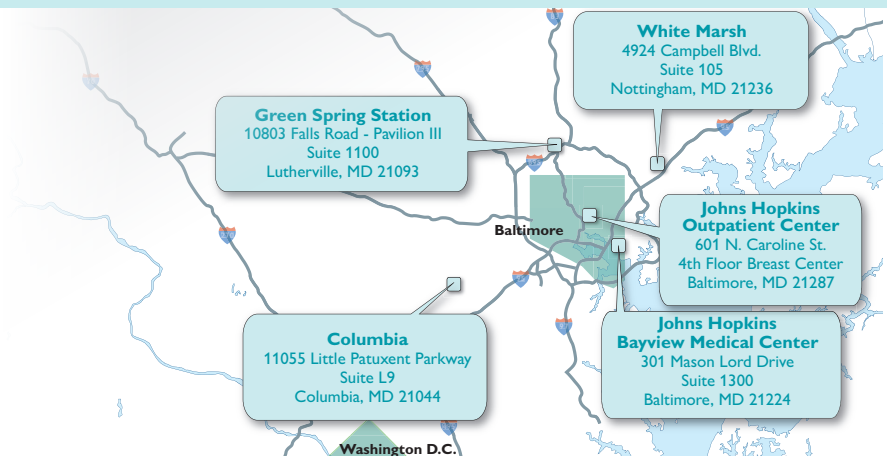 White Marsh
4924 Campbell Blvd.
Suite 105
Nottingham, MD 21236
Green Spring Station
10803 Falls Road - Pavilion III
Suite 1100
Lutherville, MD 21093
Johns Hopkins
Outpatient Center
601 N. Caroline St.
4th Floor Breast Center
Baltimore, MD 21287
Baltimore
Johns Hopkins
Bayview Medical Center
301 Mason Lord Drive
Suite 1300
Baltimore, MD 21224
Columbia
11055 Little Patuxent Parkway
Suite L9
Columbia, MD 21044
Washington D.C.